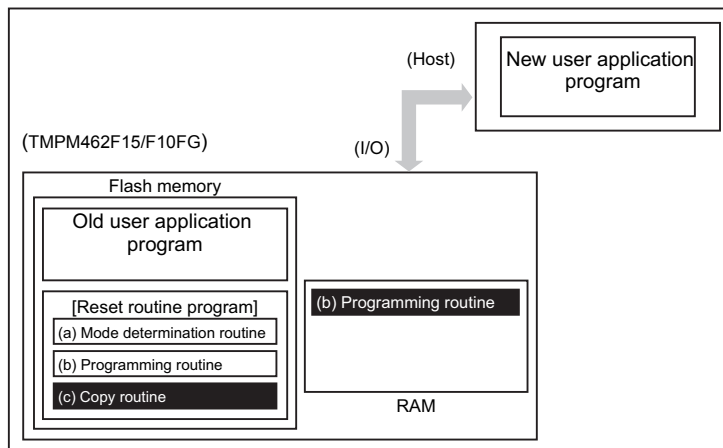 (Host)
New user application
program
(TMPM462F15/F10FG)
(I/O)
Flash memory
Old user application
program
[Reset routine program]
(a) Mode determination routine
(b) Programming routine
(c) Copy routine
(b) Programming routine
RAM